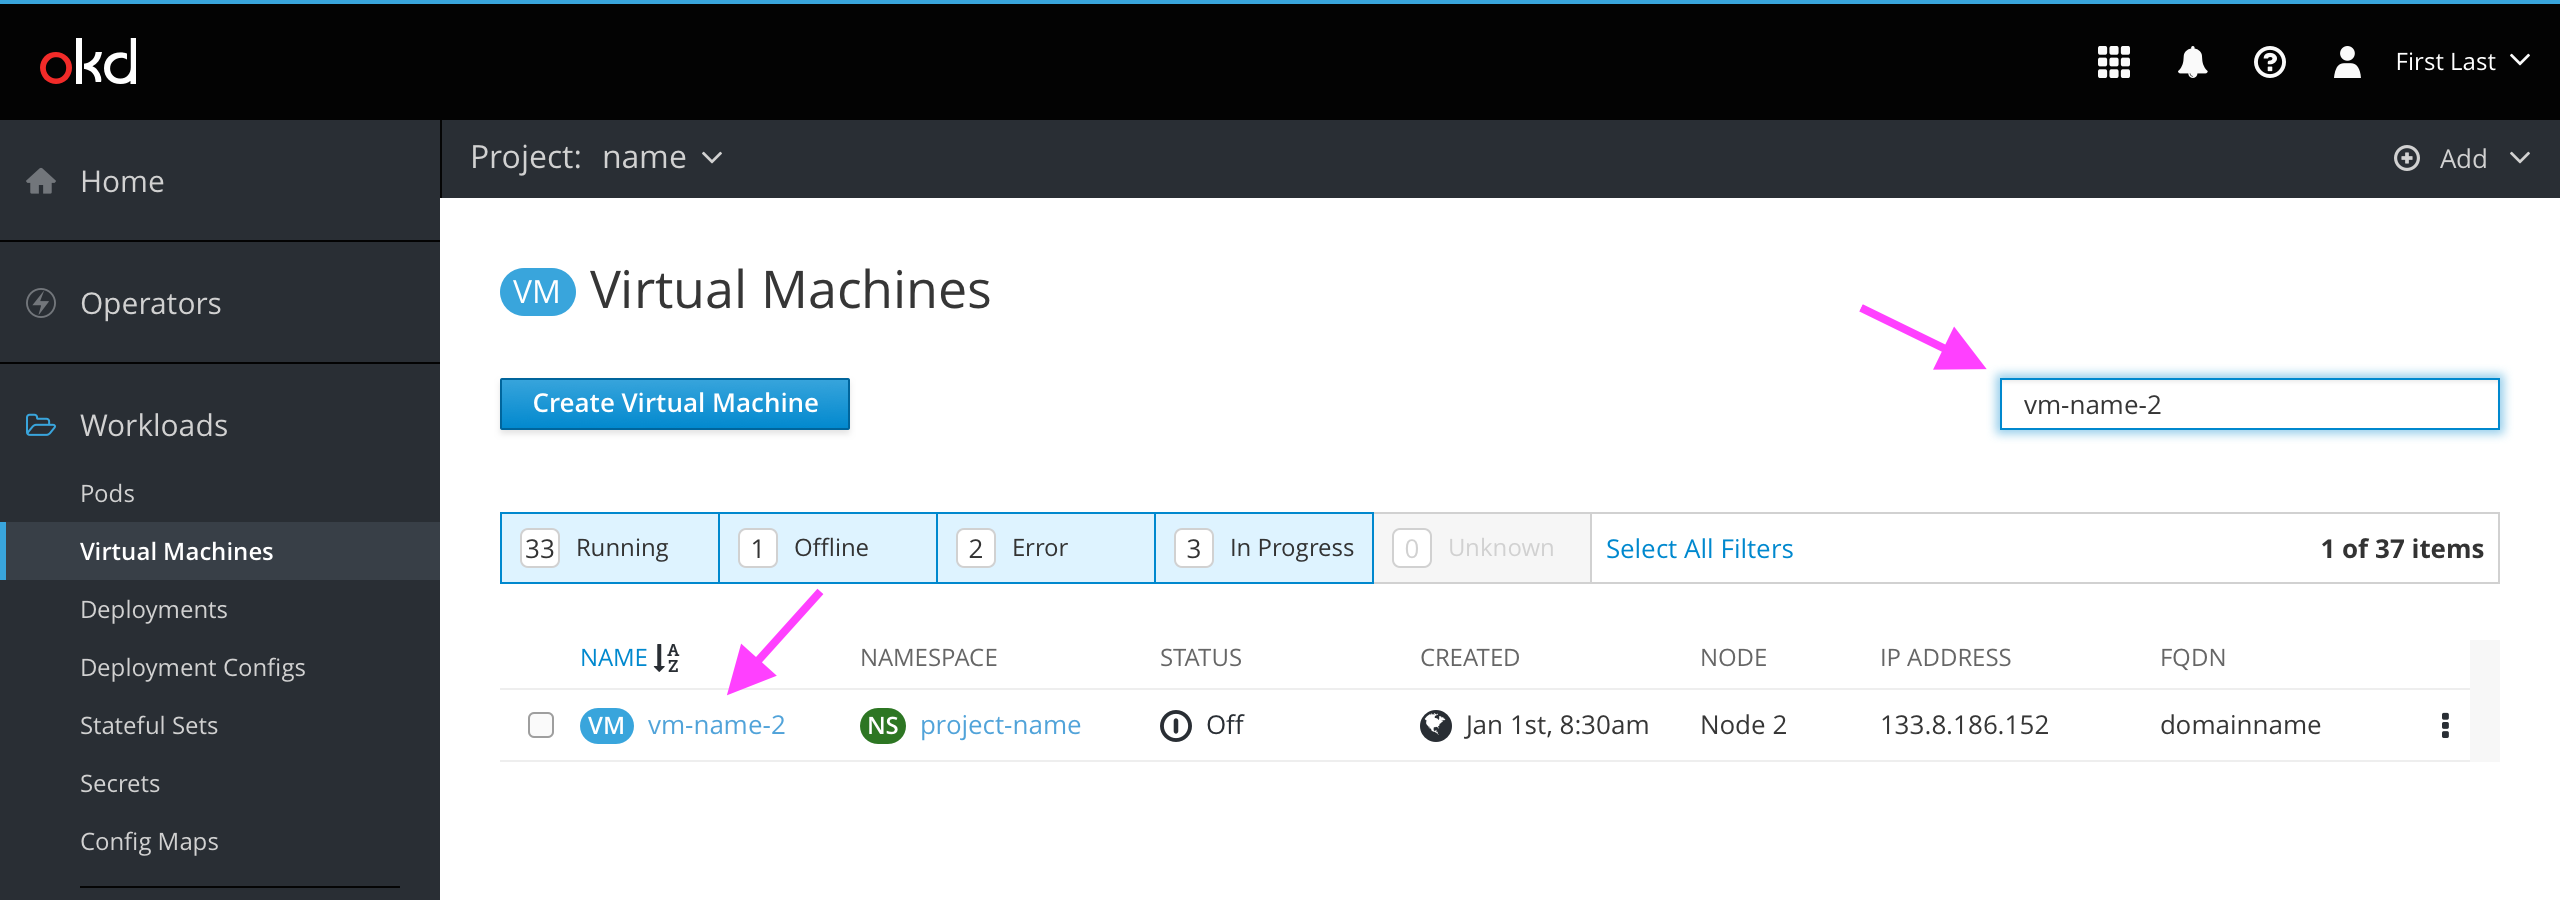 okd
First Last
Project: name
Add
Home
Operators
Workloads
Pods
Virtual Machines
Deployments
Deployment Configs
Stateful Sets
Secrets
Config Maps
VM Virtual Machines
Create Virtual Machine
vm-name-2
33 Running 1 Offline 2 Error 3 In Progress 0 Unknown Select All Filters 1 of 37 items
NAME AZ NAMESPACE STATUS CREATED NODE IP ADDRESS FQDN
VM vm-name-2 NS project-name Off Jan 1st, 8:30am Node 2 133.8.186.152 domainname